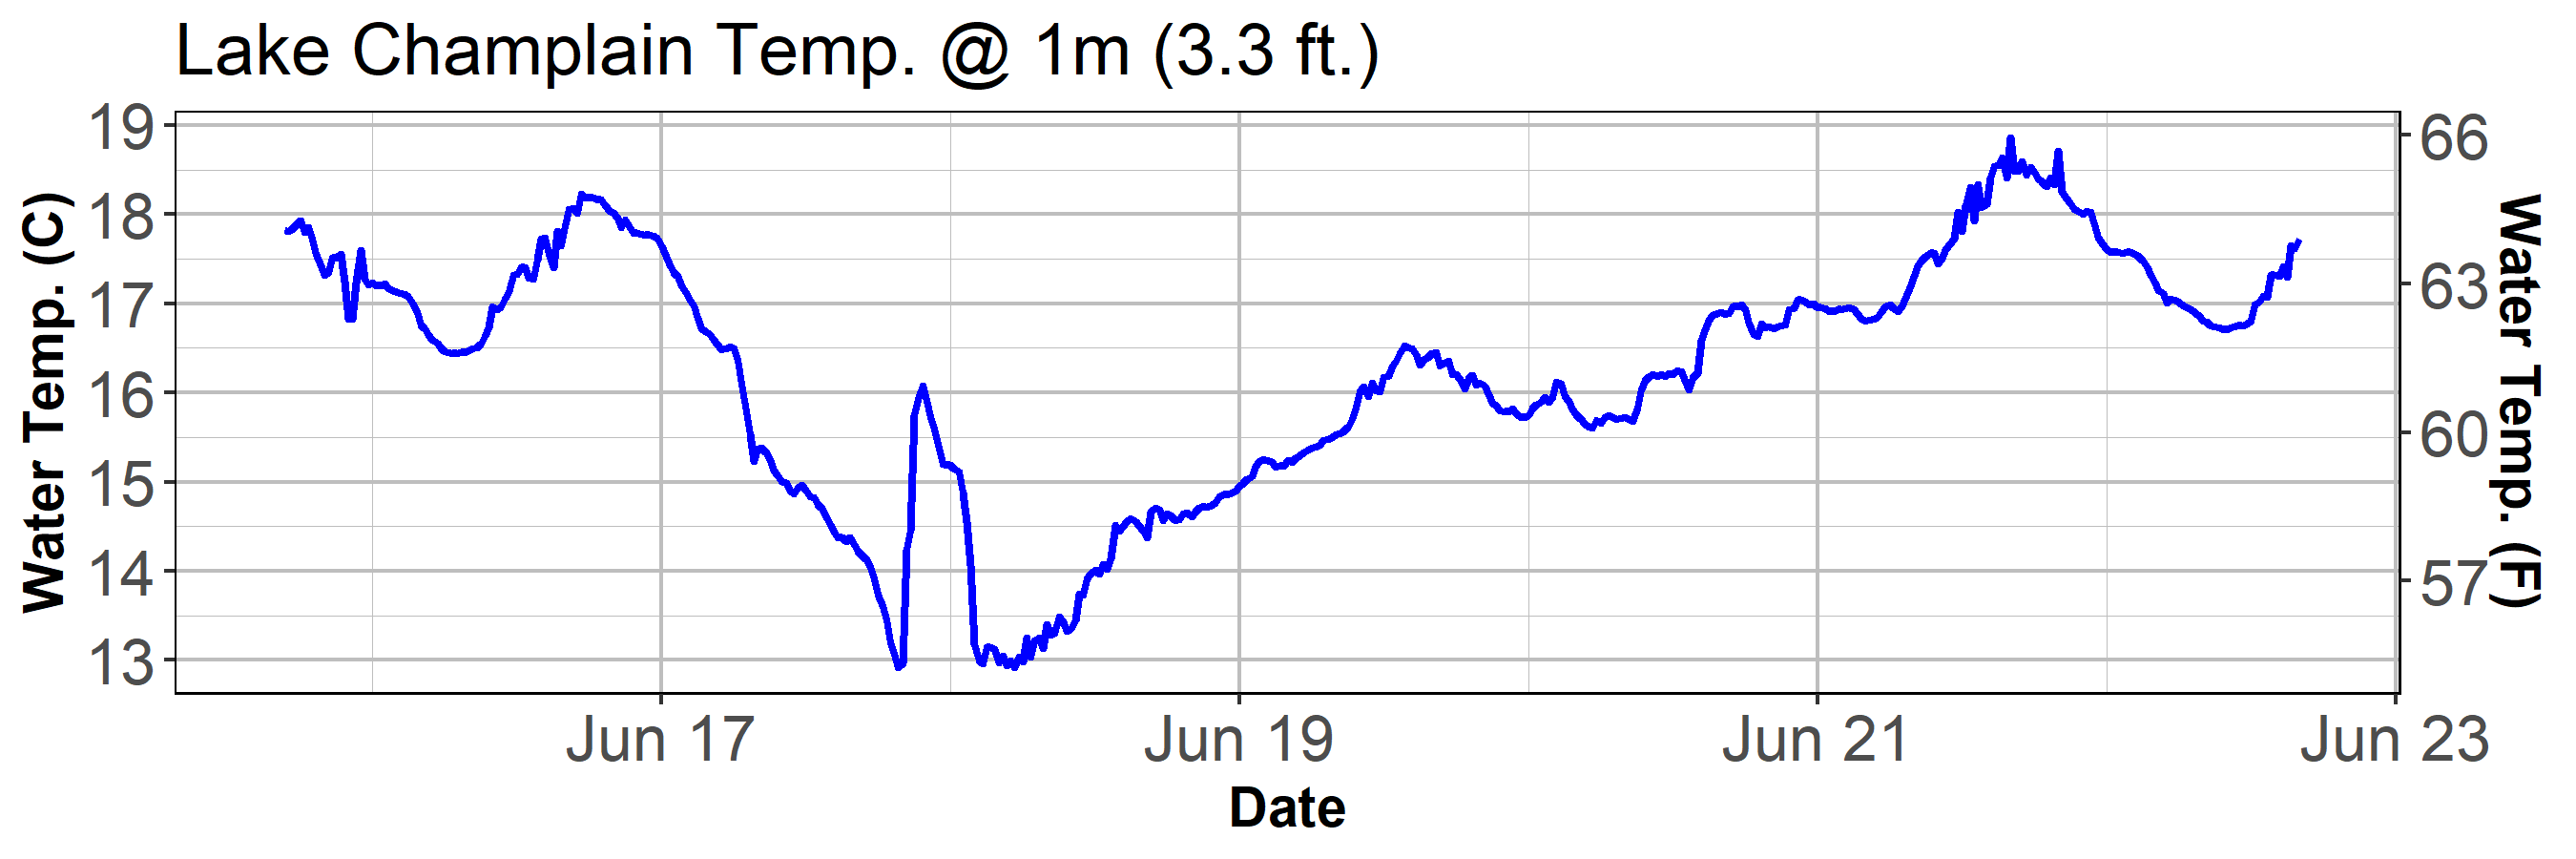 Lake Champlain Temp. @ 1m (3.3 ft.)
Water Temp. (C)
19
18
17
16
15
14
13
66
63
60
57
Water Temp. (F)
Jun 17
Jun 19
Jun 21
Jun 23
Date